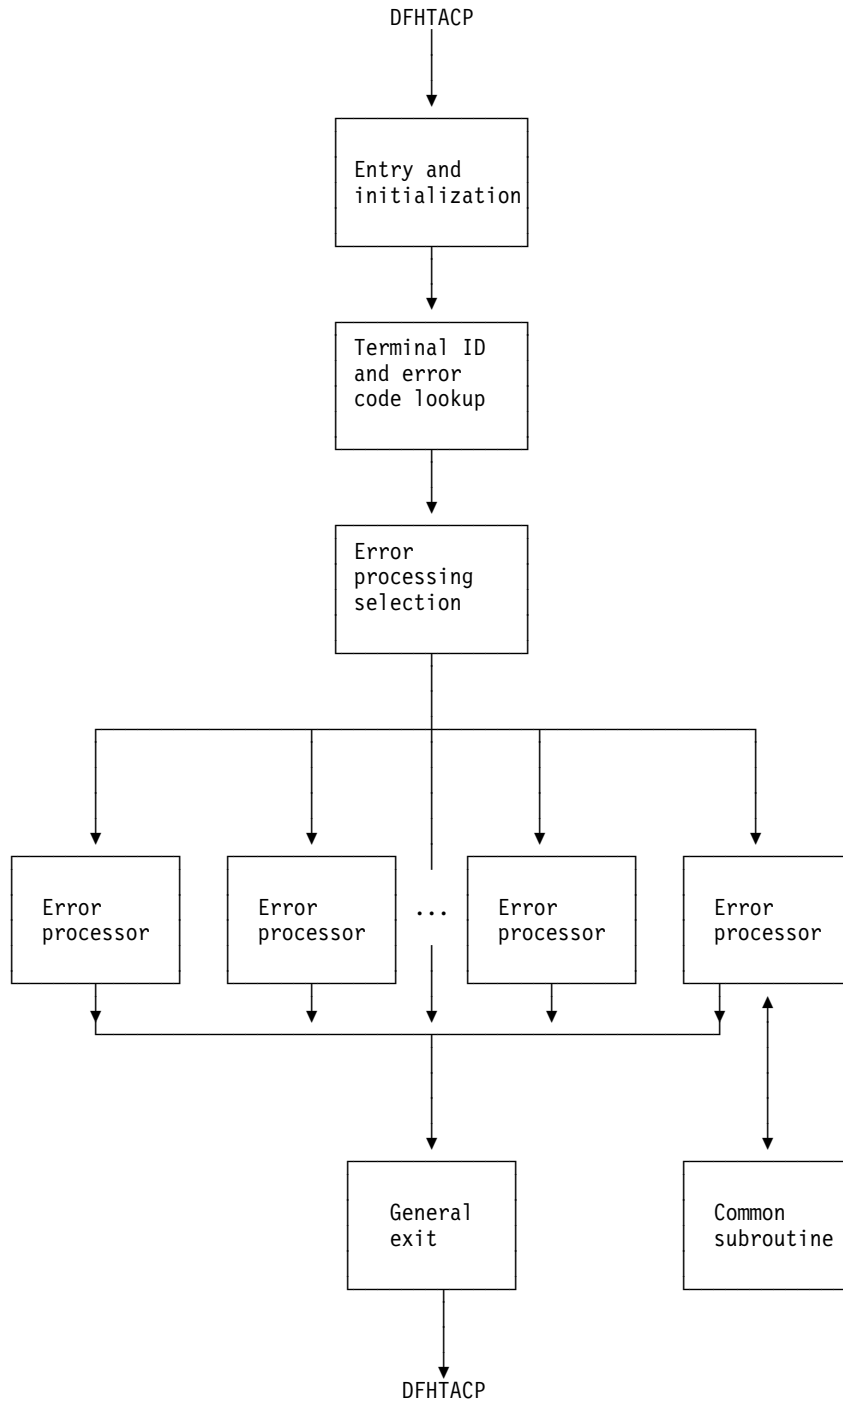 DFHTACP
Entry and
initialization
Terminal ID
and error
code lookup
Error
processing
selection
Error
processor
Error
processor
...
Error
processor
Error
processor
General
exit
Common
subroutine
DFHTACP